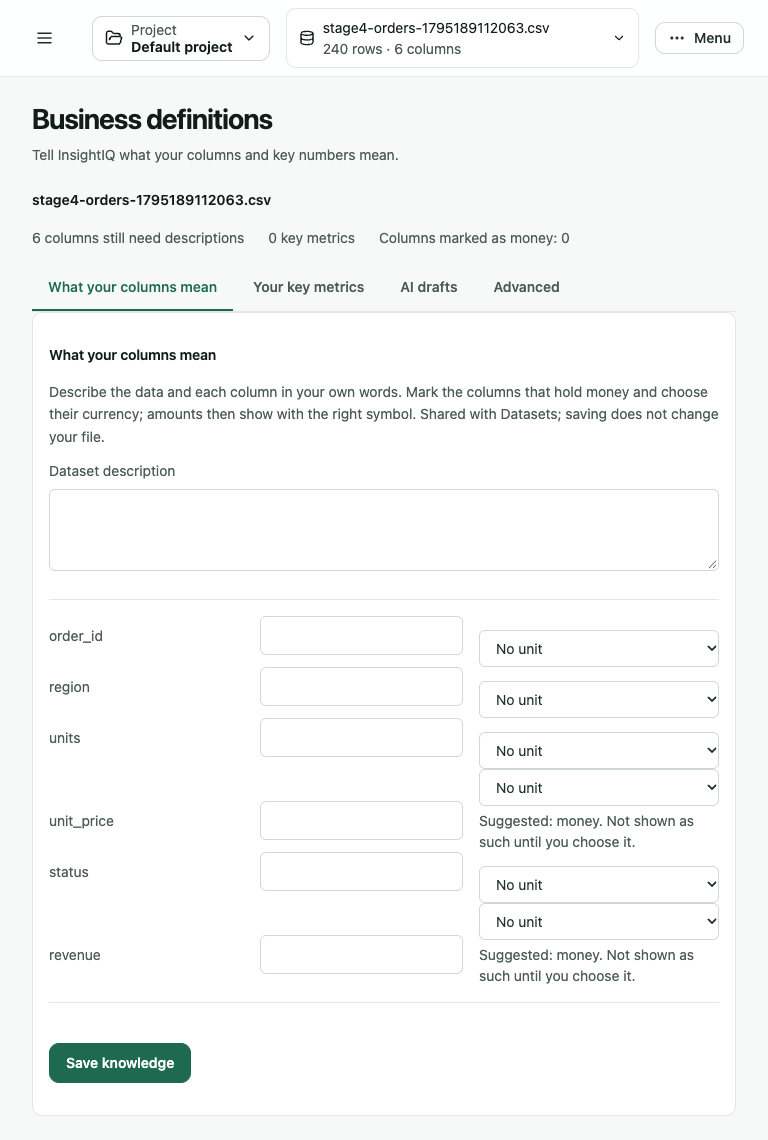 Project
Default project
stage4-orders-1795189112063.csv
240 rows · 6 columns
Menu
Business definitions
Tell InsightIQ what your columns and key numbers mean.
stage4-orders-1795189112063.csv
6 columns still need descriptions 0 key metrics Columns marked as money: 0
What your columns mean Your key metrics AI drafts Advanced
What your columns mean
Describe the data and each column in your own words. Mark the columns that hold money and choose
their currency; amounts then show with the right symbol. Shared with Datasets; saving does not change
your file.
Dataset description
order_id
No unit
region
No unit
units
No unit
No unit
unit_price
Suggested: money. Not shown as
such until you choose it.
status
No unit
No unit
revenue
Suggested: money. Not shown as
such until you choose it.
Save knowledge